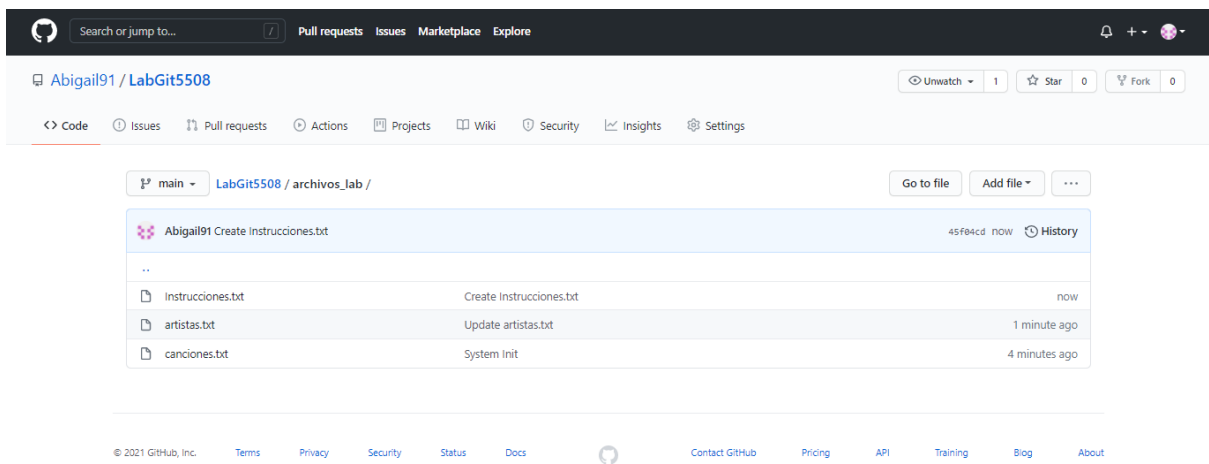 Search or jump to... / Pull requests Issues Marketplace Explore
Abigail91 / LabGit5508 Unwatch 1 Star 0 Fork 0
Code Issues Pull requests Actions Projects Wiki Security Insights Settings
main LabGit5508 / archivos_lab / Go to file Add file ...
Abigail91 Create Instrucciones.txt 45f04cd now History
..
Instrucciones.txt Create Instrucciones.txt now
artistas.txt Update artistas.txt 1 minute ago
canciones.txt System Init 4 minutes ago
© 2021 GitHub, Inc. Terms Privacy Security Status Docs Contact GitHub Pricing API Training Blog About